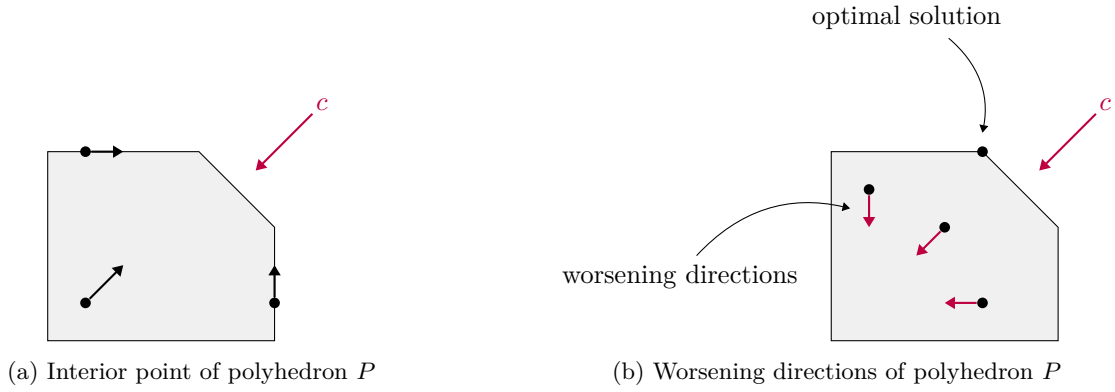 optimal solution
c
c
worsening directions
(a) Interior point of polyhedron P
(b) Worsening directions of polyhedron P